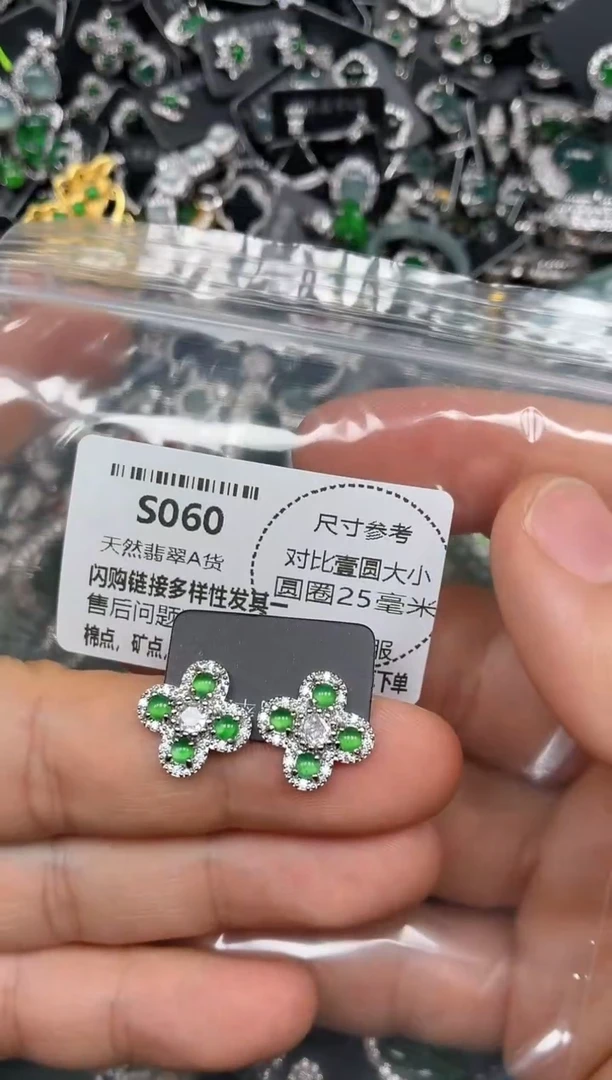 S060
天然翡翠A货
闪购链接多样性发其一
售后问题
棉点，矿点，
尺寸参考
对比壹圆大小
圆圈25毫米
服
下单